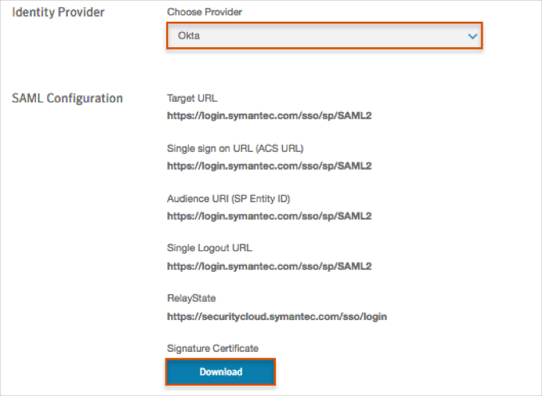 Identity Provider
Choose Provider
Okta
SAML Configuration
Target URL
https://login.symantec.com/sso/sp/SAML2
Single sign on URL (ACS URL)
https://login.symantec.com/sso/sp/SAML2
Audience URI (SP Entity ID)
https://login.symantec.com/sso/sp/SAML2
Single Logout URL
https://login.symantec.com/sso/sp/SAML2
RelayState
https://securitycloud.symantec.com/sso/login
Signature Certificate
Download